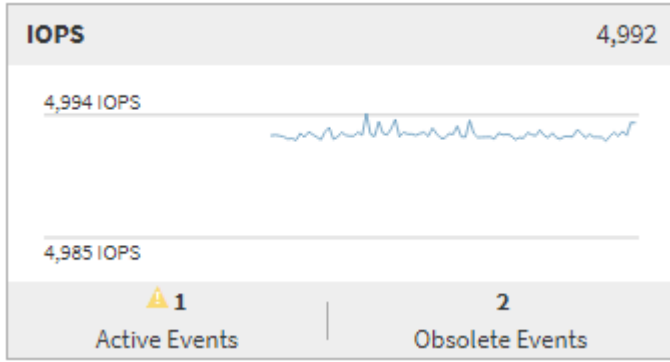 IOPS 4,992
4,994 IOPS
4,985 IOPS
1 2
Active Events Obsolete Events